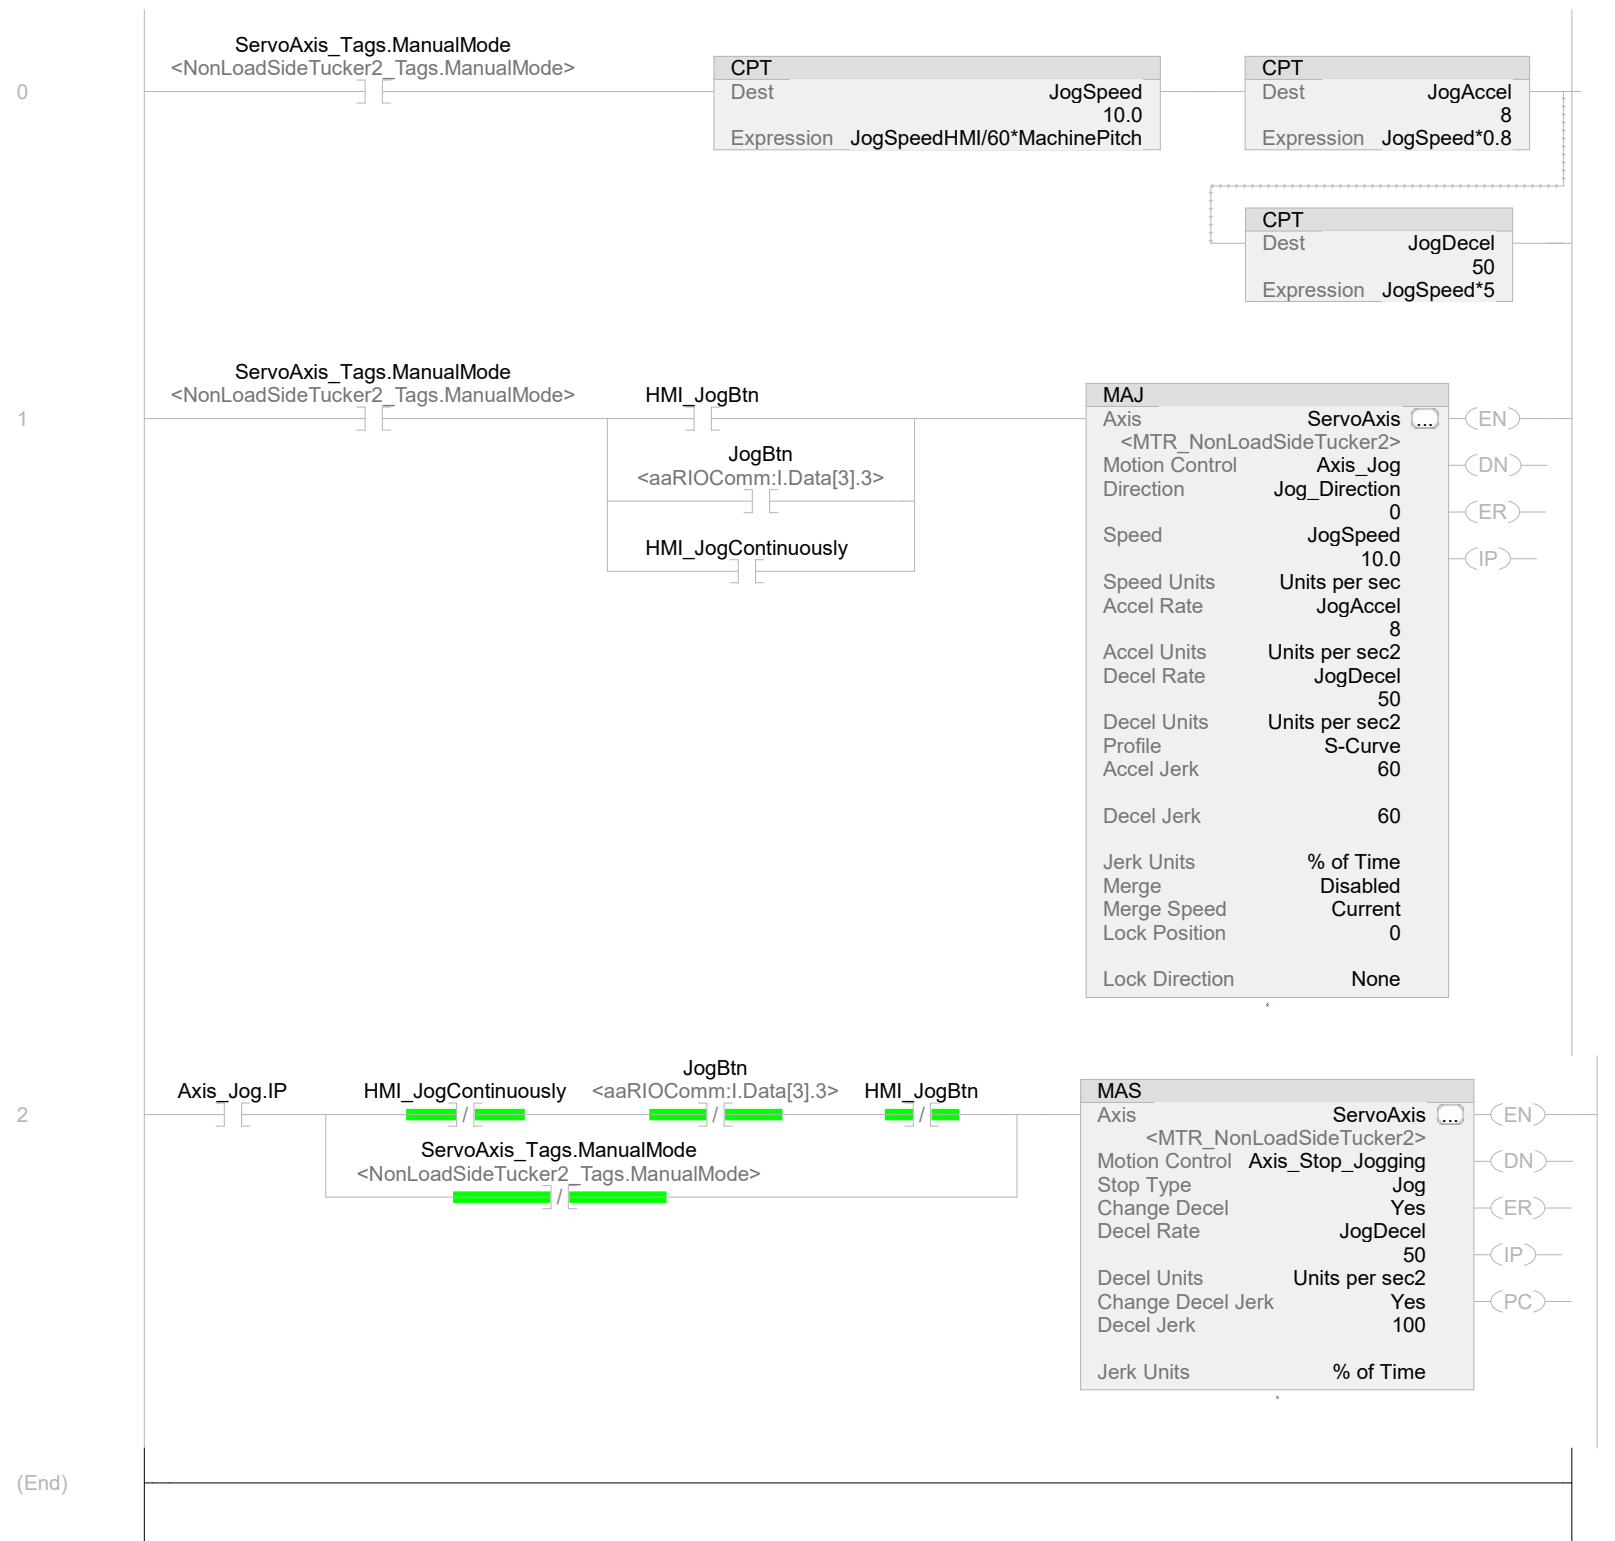 ServoAxis_Tags.ManualMode
<NonLoadSideTucker2_Tags.ManualMode>
0
CPT
Dest JogSpeed
10.0
Expression JogSpeedHMI/60*MachinePitch
CPT
Dest JogAccel
8
Expression JogSpeed*0.8
CPT
Dest JogDecel
50
Expression JogSpeed*5
ServoAxis_Tags.ManualMode
<NonLoadSideTucker2_Tags.ManualMode>
1
HMI_JogBtn
JogBtn
<aaRIOComm:I.Data[3].3>
HMI_JogContinuously
MAJ
Axis ServoAxis ...
<MTR_NonLoadSideTucker2>
Motion Control Axis_Jog
Direction Jog_Direction
0
Speed JogSpeed
10.0
Speed Units Units per sec
Accel Rate JogAccel
8
Accel Units Units per sec2
Decel Rate JogDecel
50
Decel Units Units per sec2
Profile S-Curve
Accel Jerk 60
Decel Jerk 60
Jerk Units % of Time
Merge Disabled
Merge Speed Current
Lock Position 0
Lock Direction None
EN
DN
ER
IP
2
Axis_Jog.IP
HMI_JogContinuously
/
JogBtn
<aaRIOComm:I.Data[3].3>
/
HMI_JogBtn
/
ServoAxis_Tags.ManualMode
<NonLoadSideTucker2_Tags.ManualMode>
/
MAS
Axis ServoAxis ...
<MTR_NonLoadSideTucker2>
Motion Control Axis_Stop_Jogging
Stop Type Jog
Change Decel Yes
Decel Rate JogDecel
50
Decel Units Units per sec2
Change Decel Jerk Yes
Decel Jerk 100
Jerk Units % of Time
EN
DN
ER
IP
PC
(End)